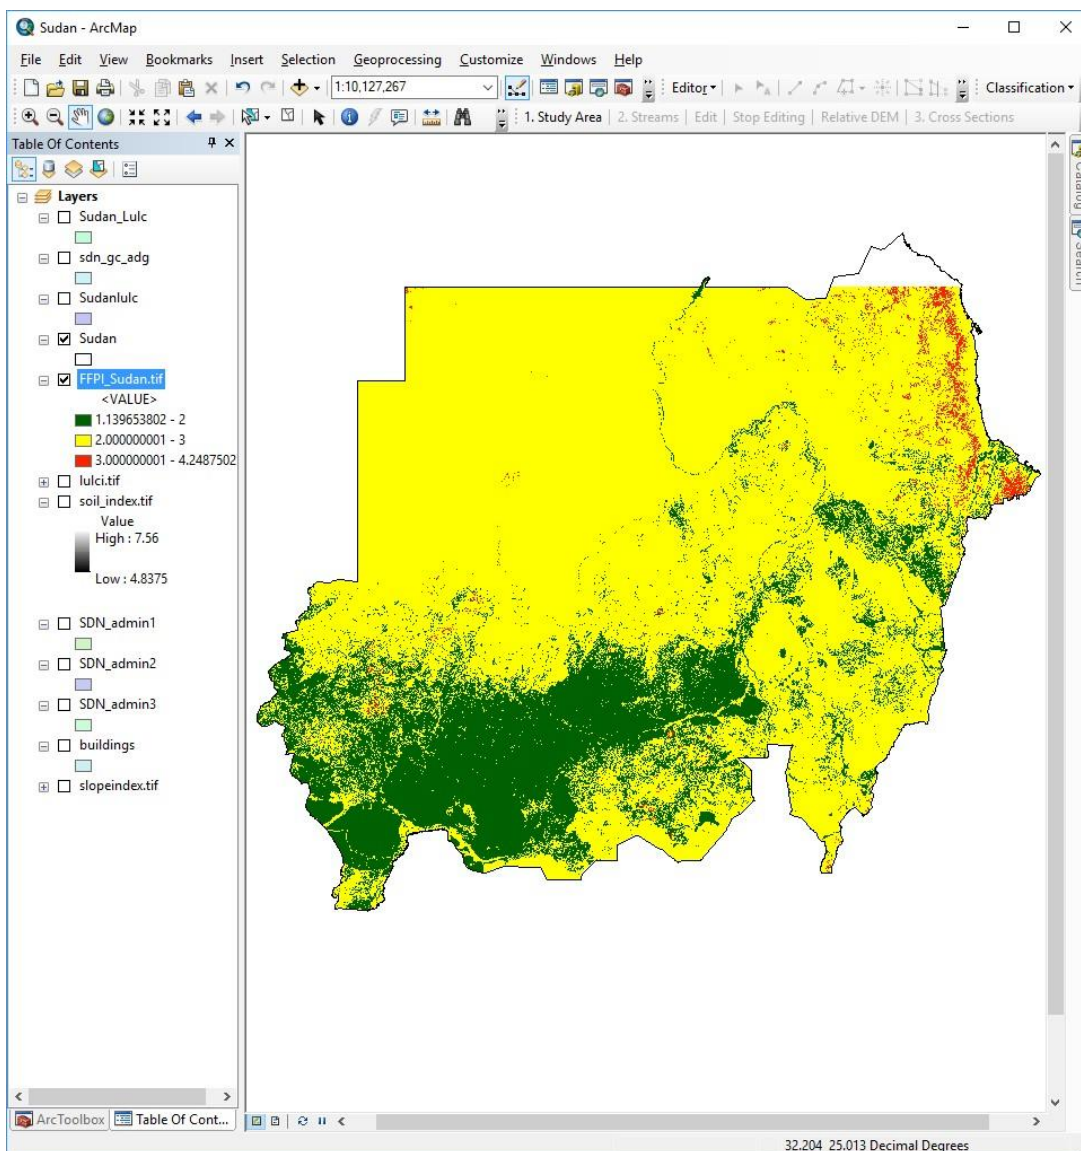 Sudan - ArcMap
File Edit View Bookmarks Insert Selection Geoprocessing Customize Windows Help
1:10,127,267 Editor Classification
1. Study Area | 2. Streams | Edit | Stop Editing | Relative DEM | 3. Cross Sections
Table Of Contents
Layers
Sudan_Lulc
sdn_gc_adg
Sudanlulc
Sudan
FFPI_Sudan.tif
<VALUE>
1.139653802 - 2
2.000000001 - 3
3.000000001 - 4.2487502
lulci.tif
soil_index.tif
Value
High : 7.56
Low : 4.8375
SDN_admin1
SDN_admin2
SDN_admin3
buildings
slopeindex.tif
Catalog
Search
ArcToolbox Table Of Cont...
32.204 25.013 Decimal Degrees